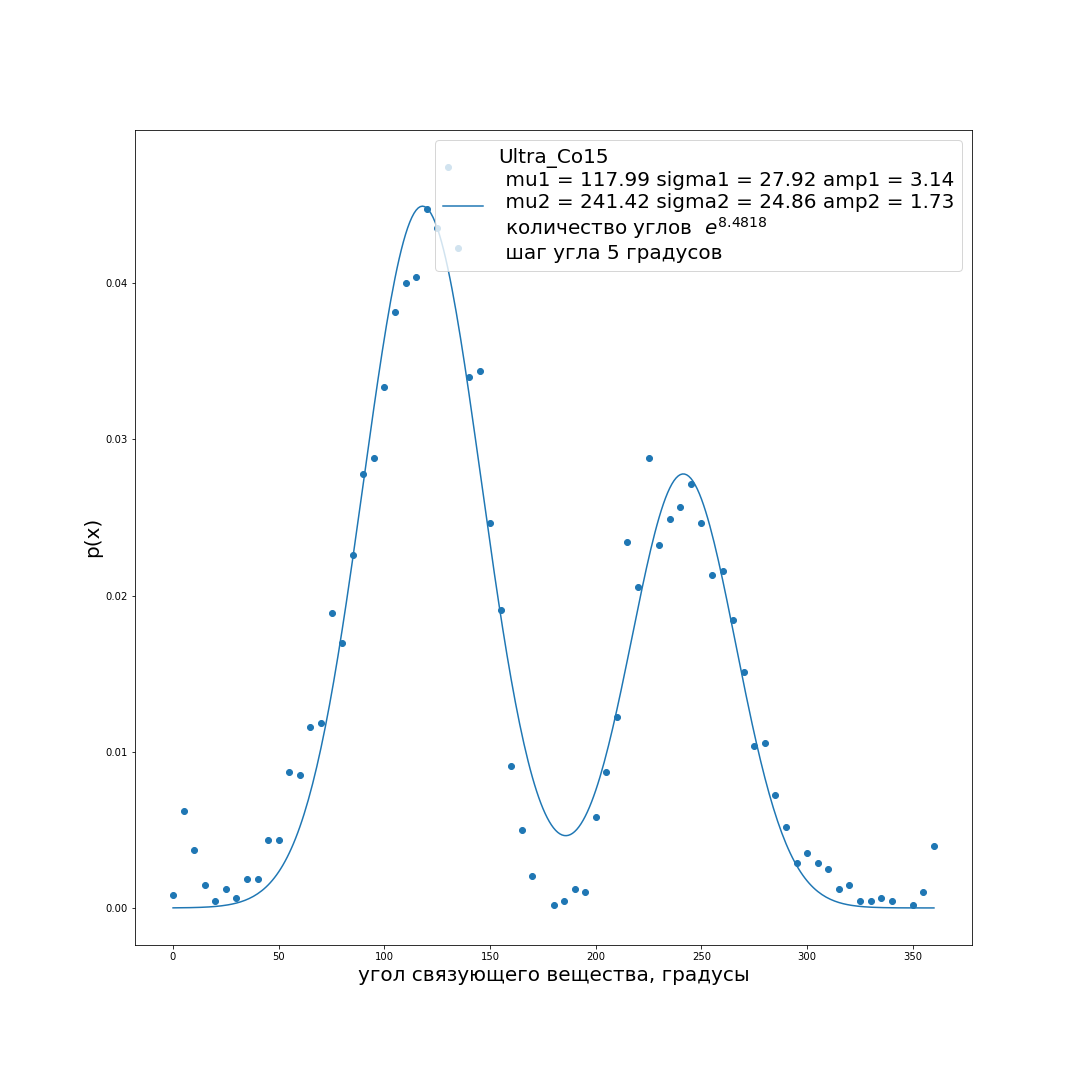 Ultra_Co15
mu1 = 117.99 sigma1 = 27.92 amp1 = 3.14
mu2 = 241.42 sigma2 = 24.86 amp2 = 1.73
количество углов e^8.4818
шаг угла 5 градусов
0.04
0.03
0.02
0.01
0.00
p(x)
0 50 100 150 200 250 300 350
угол связующего вещества, градусы